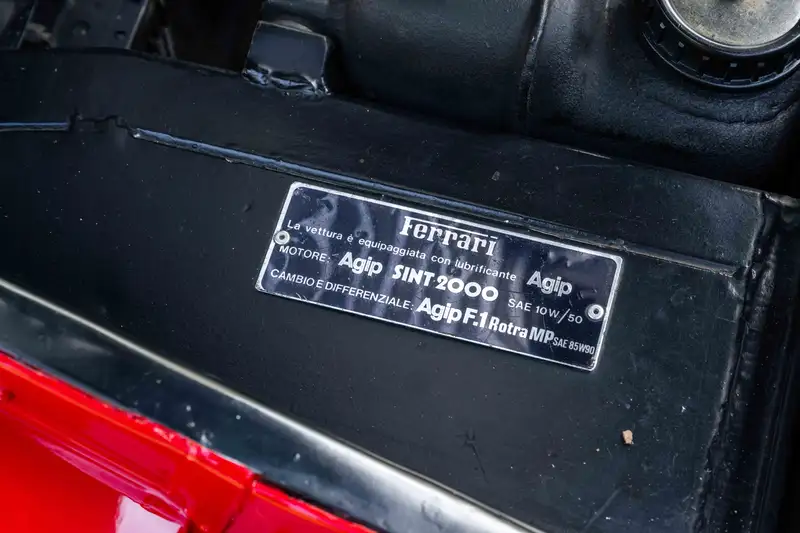 Ferrari
La vettura è equipaggiata con lubrificante Agip
MOTORE: Agip SINT 2000 SAE 10W/50
CAMBIO E DIFFERENZIALE: Agip F.1 Rotra MP SAE 85W90